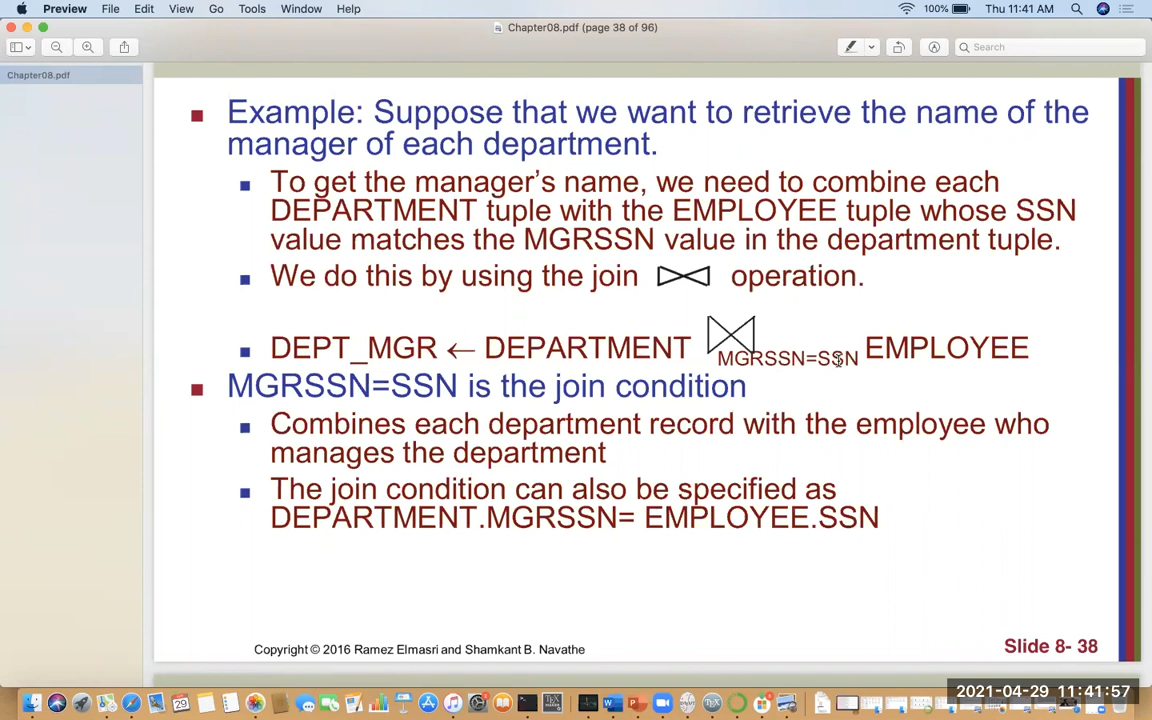 Preview File Edit View Go Tools Window Help 100% Thu 11:41 AM
Chapter08.pdf (page 38 of 96)
Search
Chapter08.pdf
Example: Suppose that we want to retrieve the name of the
manager of each department.
To get the manager’s name, we need to combine each
DEPARTMENT tuple with the EMPLOYEE tuple whose SSN
value matches the MGRSSN value in the department tuple.
We do this by using the join ⋈ operation.
DEPT_MGR ← DEPARTMENT ⋈ MGRSSN=SSN EMPLOYEE
MGRSSN=SSN is the join condition
Combines each department record with the employee who
manages the department
The join condition can also be specified as
DEPARTMENT.MGRSSN= EMPLOYEE.SSN
Copyright © 2016 Ramez Elmasri and Shamkant B. Navathe
Slide 8- 38
2021-04-29 11:41:57